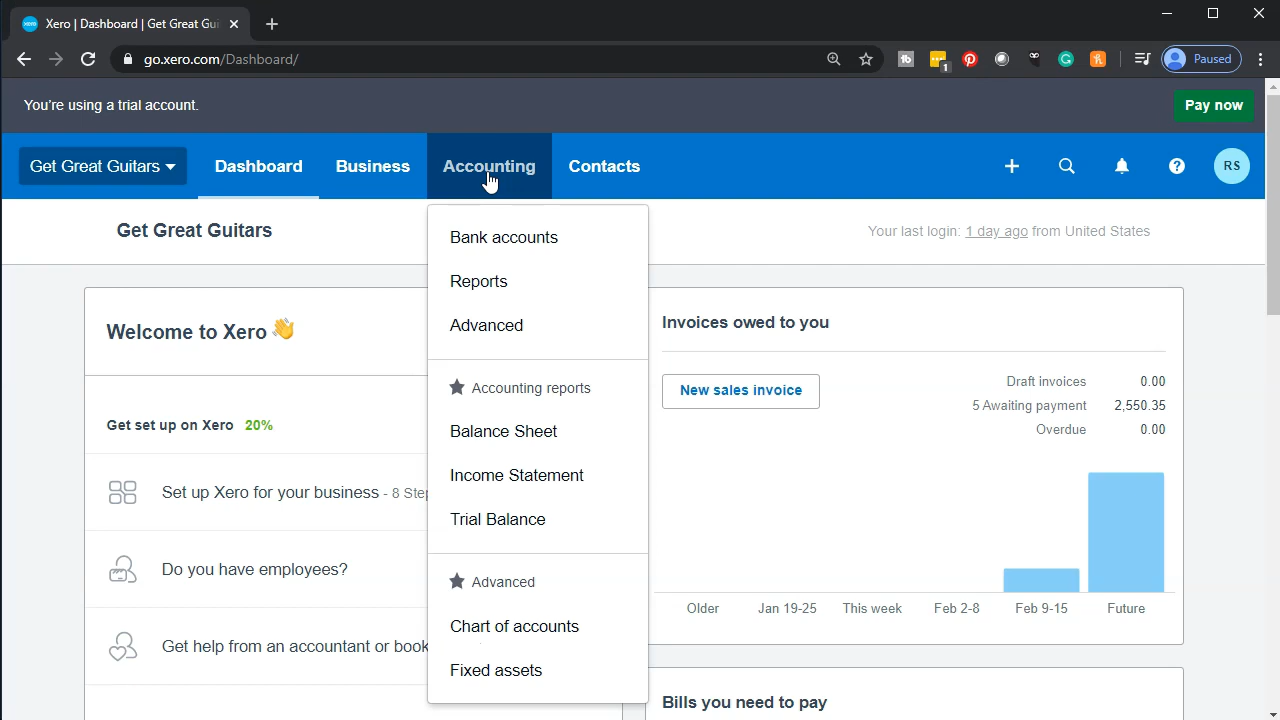 Xero | Dashboard | Get Great Gui
go.xero.com/Dashboard/
1
Paused
You're using a trial account.
Pay now
Get Great Guitars
Dashboard
Business
Accounting
Contacts
?
RS
Get Great Guitars
Your last login: 1 day ago from United States
Bank accounts
Reports
Advanced
Accounting reports
Balance Sheet
Income Statement
Trial Balance
Advanced
Chart of accounts
Fixed assets
Welcome to Xero
Get set up on Xero 20%
Set up Xero for your business - 8 Step
Do you have employees?
Get help from an accountant or book
Invoices owed to you
New sales invoice
Draft invoices 0.00
5 Awaiting payment 2,550.35
Overdue 0.00
Older Jan 19-25 This week Feb 2-8 Feb 9-15 Future
Bills you need to pay